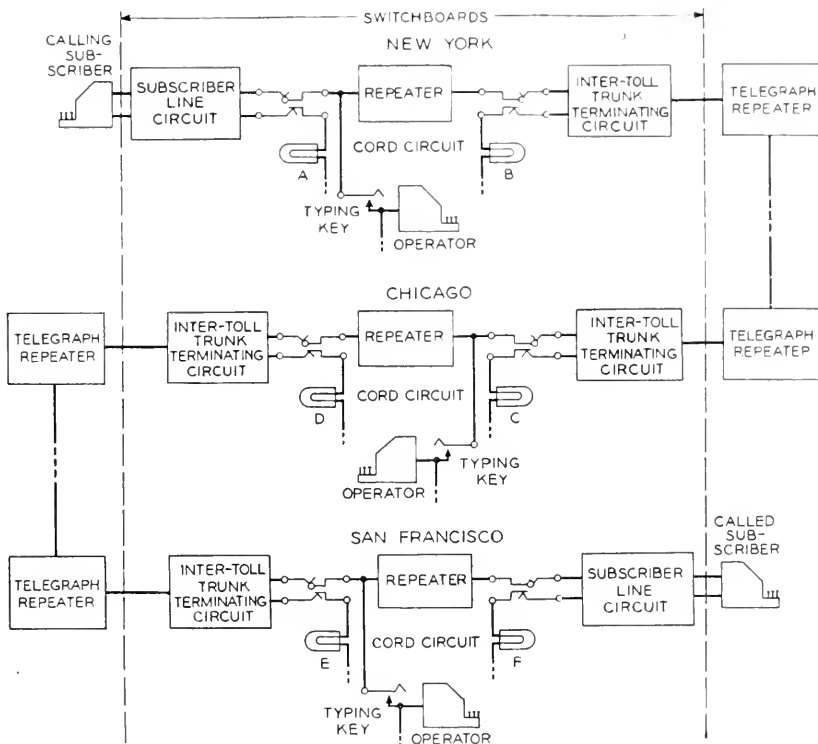 SWITCHBOARDS
NEW YORK
CALLING
SUB-
SCRIBER
SUBSCRIBER
LINE
CIRCUIT
REPEATER
INTER-TOLL
TRUNK
TERMINATING
CIRCUIT
TELEGRAPH
REPEATER
CORD CIRCUIT
A
B
TYPING
KEY
OPERATOR
CHICAGO
TELEGRAPH
REPEATER
INTER-TOLL
TRUNK
TERMINATING
CIRCUIT
REPEATER
INTER-TOLL
TRUNK
TERMINATING
CIRCUIT
TELEGRAPH
REPEATEP
CORD CIRCUIT
D
C
OPERATOR
TYPING
KEY
SAN FRANCISCO
CALLED
SUB-
SCRIBER
TELEGRAPH
REPEATER
INTER-TOLL
TRUNK
TERMINATING
CIRCUIT
REPEATER
SUBSCRIBER
LINE
CIRCUIT
CORD CIRCUIT
E
F
TYPING
KEY
OPERATOR